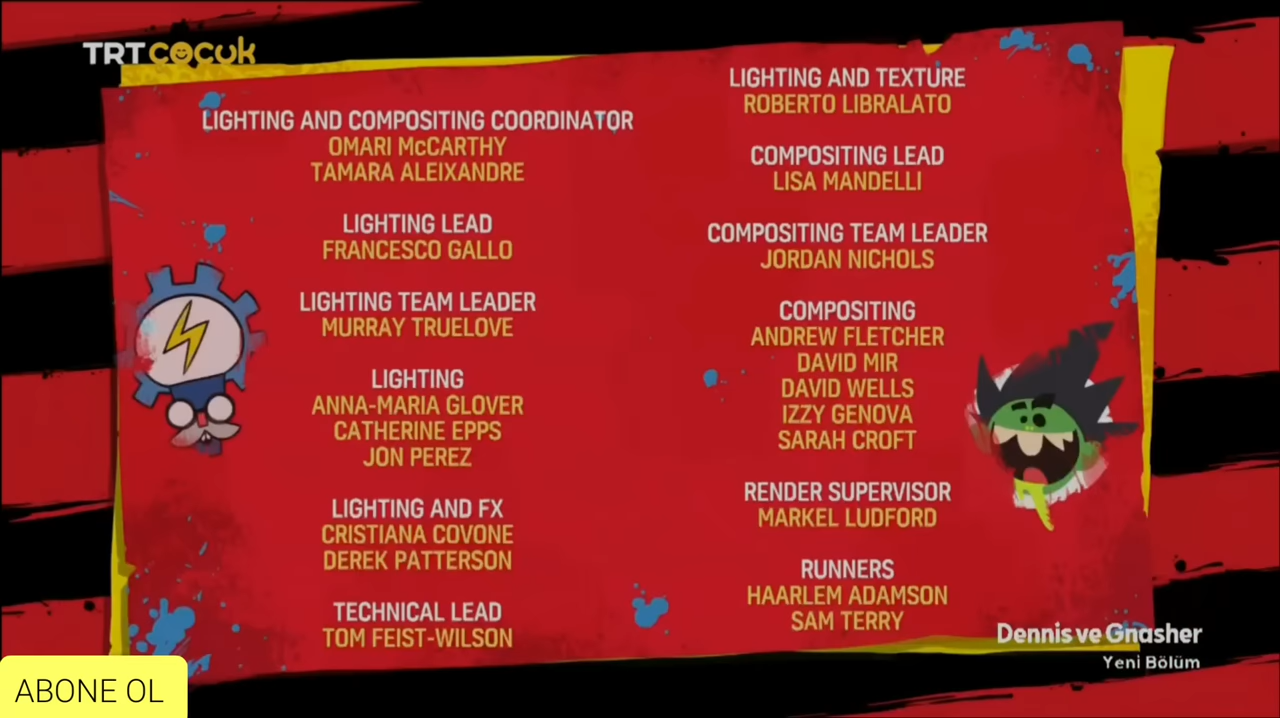 TRT çocuk
LIGHTING AND COMPOSITING COORDINATOR
OMARI McCARTHY
TAMARA ALEIXANDRE
LIGHTING LEAD
FRANCESCO GALLO
LIGHTING TEAM LEADER
MURRAY TRUELOVE
LIGHTING
ANNA-MARIA GLOVER
CATHERINE EPPS
JON PEREZ
LIGHTING AND FX
CRISTIANA COVONE
DEREK PATTERSON
TECHNICAL LEAD
TOM FEIST-WILSON
LIGHTING AND TEXTURE
ROBERTO LIBRALATO
COMPOSITING LEAD
LISA MANDELLI
COMPOSITING TEAM LEADER
JORDAN NICHOLS
COMPOSITING
ANDREW FLETCHER
DAVID MIR
DAVID WELLS
IZZY GENOVA
SARAH CROFT
RENDER SUPERVISOR
MARKEL LUDFORD
RUNNERS
HAARLEM ADAMSON
SAM TERRY
Dennis ve Gnasher
Yeni Bölüm
ABONE OL